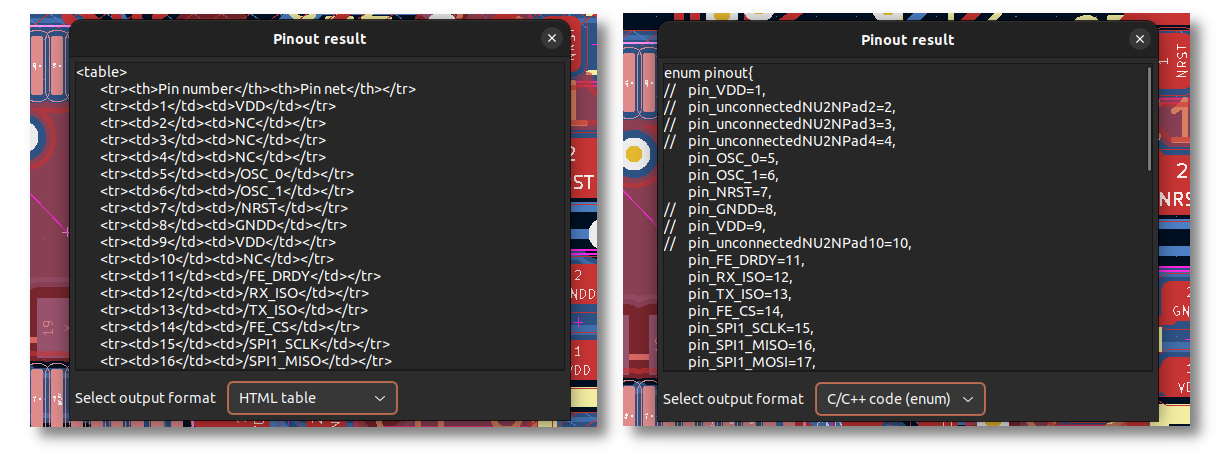 Pinout result
<table>
<tr><th>Pin number</th><th>Pin net</th></tr>
<tr><td>1</td><td>VDD</td></tr>
<tr><td>2</td><td>NC</td></tr>
<tr><td>3</td><td>NC</td></tr>
<tr><td>4</td><td>NC</td></tr>
<tr><td>5</td><td>/OSC_0</td></tr>
<tr><td>6</td><td>/OSC_1</td></tr>
<tr><td>7</td><td>/NRST</td></tr>
<tr><td>8</td><td>GNDD</td></tr>
<tr><td>9</td><td>VDD</td></tr>
<tr><td>10</td><td>NC</td></tr>
<tr><td>11</td><td>/FE_DRDY</td></tr>
<tr><td>12</td><td>/RX_ISO</td></tr>
<tr><td>13</td><td>/TX_ISO</td></tr>
<tr><td>14</td><td>/FE_CS</td></tr>
<tr><td>15</td><td>/SPI1_SCLK</td></tr>
<tr><td>16</td><td>/SPI1_MISO</td></tr>
Select output format
HTML table
19
2
2
1
Pinout result
enum pinout{
// pin_VDD=1,
// pin_unconnectedNU2NPad2=2,
// pin_unconnectedNU2NPad3=3,
// pin_unconnectedNU2NPad4=4,
pin_OSC_0=5,
pin_OSC_1=6,
pin_NRST=7,
// pin_GNDD=8,
// pin_VDD=9,
// pin_unconnectedNU2NPad10=10,
pin_FE_DRDY=11,
pin_RX_ISO=12,
pin_TX_ISO=13,
pin_FE_CS=14,
pin_SPI1_SCLK=15,
pin_SPI1_MISO=16,
pin_SPI1_MOSI=17,
Select output format
C/C++ code (enum)
1
NRST
1
2
VDD